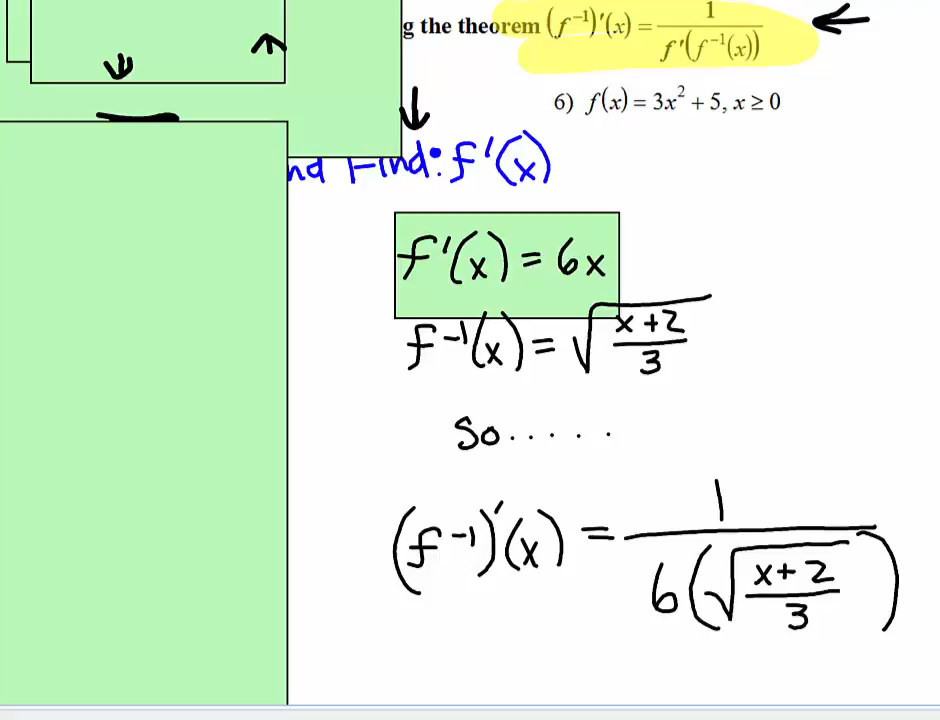 g the theorem (f⁻¹)'(x) = 1 / f'(f⁻¹(x))
6) f(x) = 3x² + 5, x ≥ 0
nd Find: f'(x)
f'(x) = 6x
f⁻¹(x) = √((x+2)/3)
So.....
(f⁻¹)'(x) = 1 / 6(√((x+2)/3))